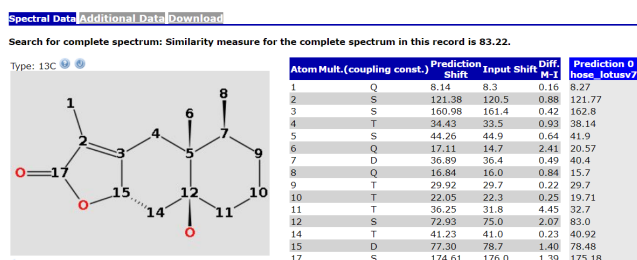 Spectral Data Additional Data Download
Search for complete spectrum: Similarity measure for the complete spectrum in this record is 83.22.
Type: 13C
8
1
6
2
4
7
3
5
9
O
17
15
12
10
O
14
11
O
Atom Mult.(coupling const.) Prediction Shift Input Shift Diff. M-I Prediction 0 hose_lotusv7
1 Q 8.14 8.3 0.16 8.27
2 S 121.38 120.5 0.88 121.77
3 S 160.98 161.4 0.42 162.8
4 T 34.43 33.5 0.93 38.14
5 S 44.26 44.9 0.64 41.9
6 Q 17.11 14.7 2.41 20.57
7 D 36.89 36.4 0.49 40.4
8 Q 16.84 16.0 0.84 15.7
9 T 29.92 29.7 0.22 29.7
10 T 22.05 22.3 0.25 19.71
11 T 36.25 31.8 4.45 32.7
12 S 72.93 75.0 2.07 83.0
14 T 41.23 41.0 0.23 40.92
15 D 77.30 78.7 1.40 78.48
17 S 174.61 176.0 1.39 175.18